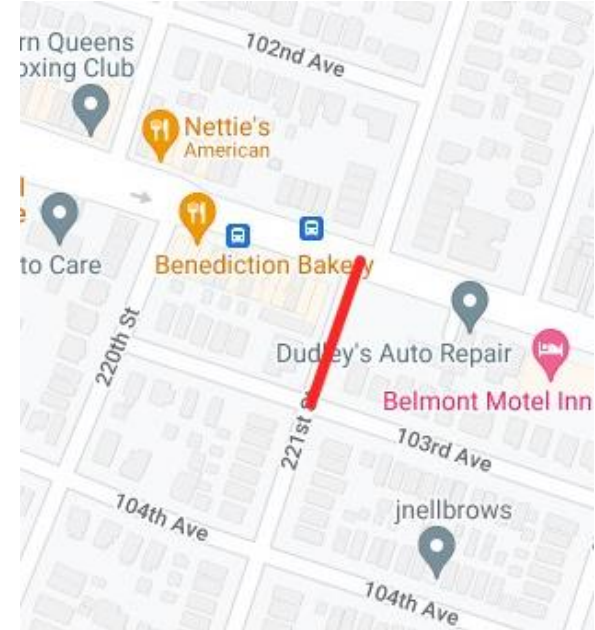 rn Queens
oxing Club
102nd Ave
Nettie's
American
to Care
Benediction Bakery
220th St
Dudley's Auto Repair
Belmont Motel Inn
221st St
103rd Ave
jnellbrows
104th Ave
104th Ave